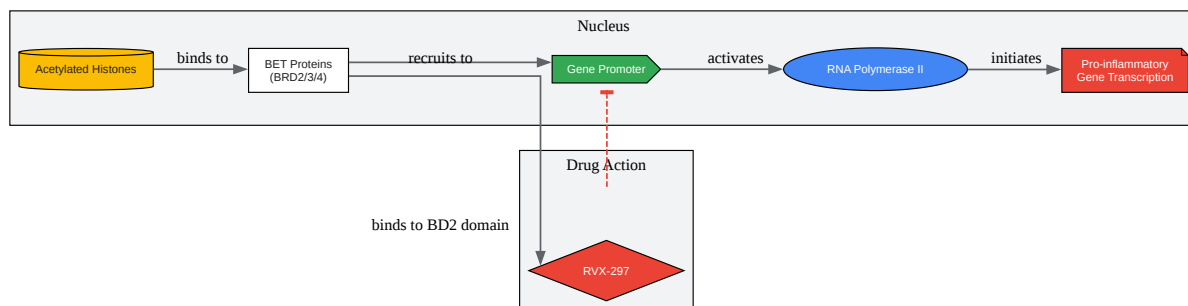 Nucleus
Acetylated Histones
binds to
BET Proteins
(BRD2/3/4)
recruits to
Gene Promoter
activates
RNA Polymerase II
initiates
Pro-inflammatory
Gene Transcription
Drug Action
binds to BD2 domain
RVX-297